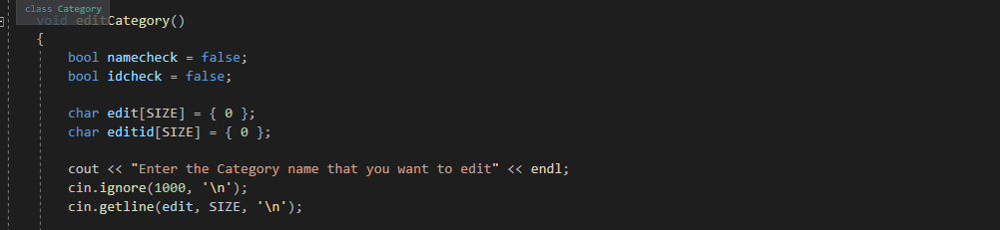 class Category
void editCategory()
{
bool namecheck = false;
bool idcheck = false;
char edit[SIZE] = { 0 };
char editid[SIZE] = { 0 };
cout << "Enter the Category name that you want to edit" << endl;
cin.ignore(1000, '\n');
cin.getline(edit, SIZE, '\n');